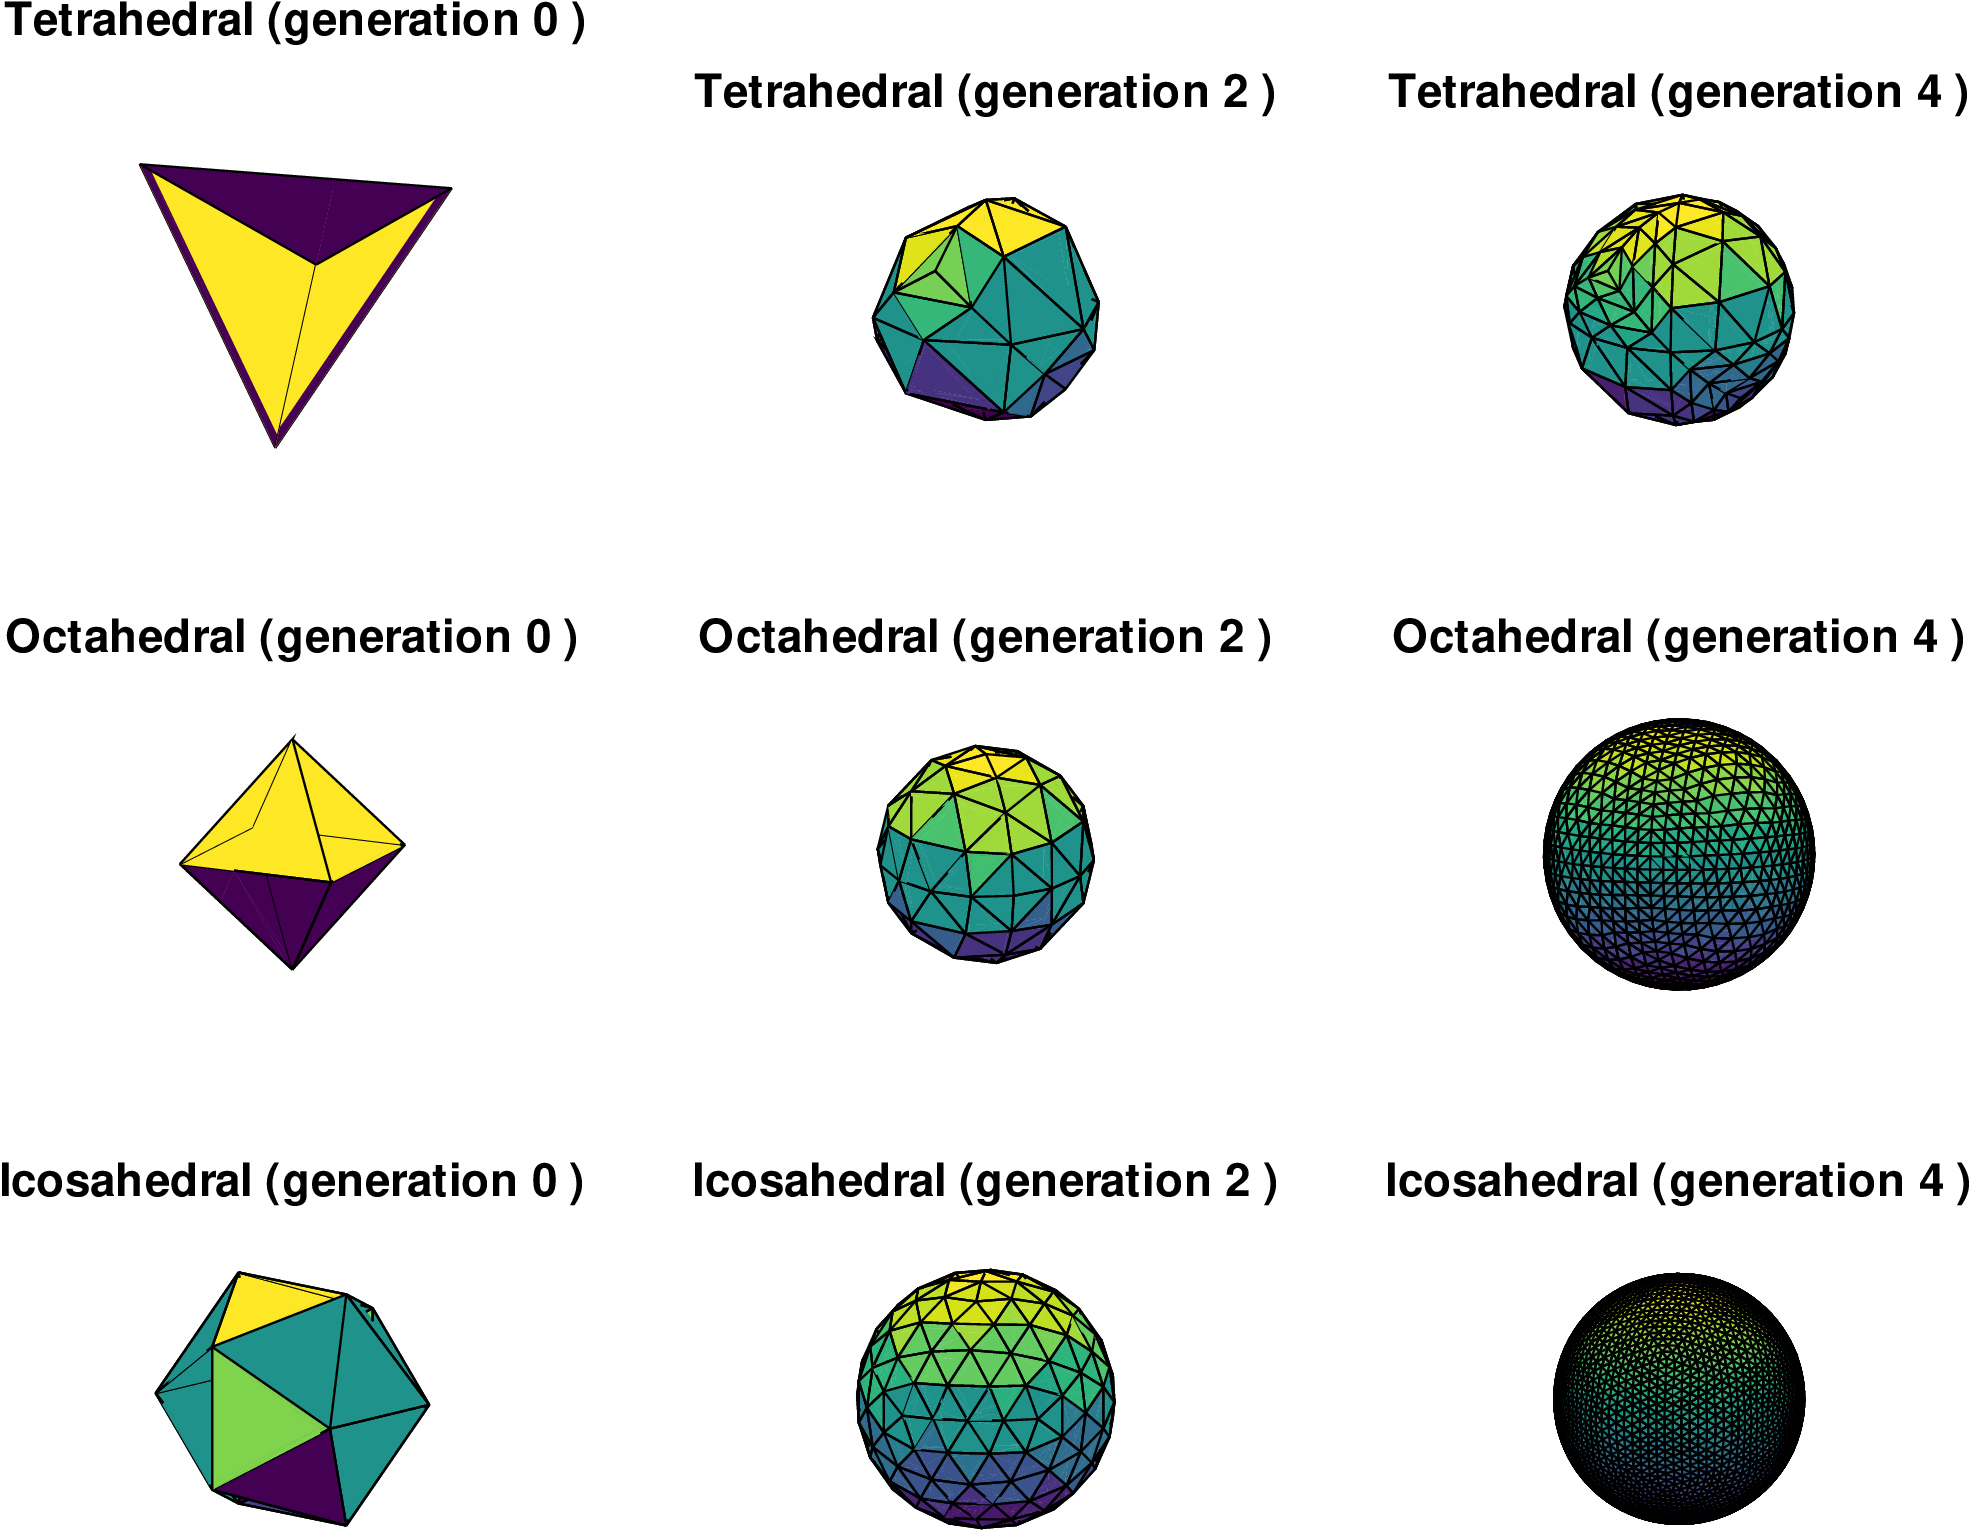 Tetrahedral (generation 0 )
Tetrahedral (generation 2 )
Tetrahedral (generation 4 )
Octahedral (generation 0 )
Octahedral (generation 2 )
Octahedral (generation 4 )
Icosahedral (generation 0 )
Icosahedral (generation 2 )
Icosahedral (generation 4 )